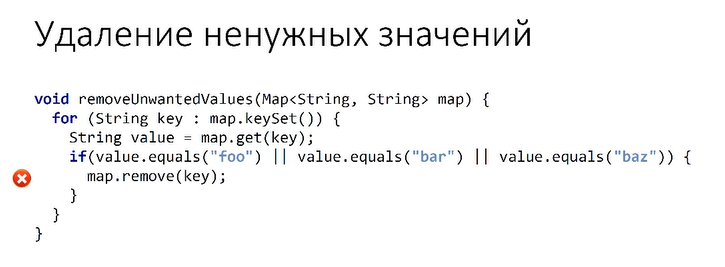 Удаление ненужных значений
void removeUnwantedValues(Map<String, String> map) {
  for (String key : map.keySet()) {
    String value = map.get(key);
    if(value.equals("foo") || value.equals("bar") || value.equals("baz")) {
      map.remove(key);
    }
  }
}